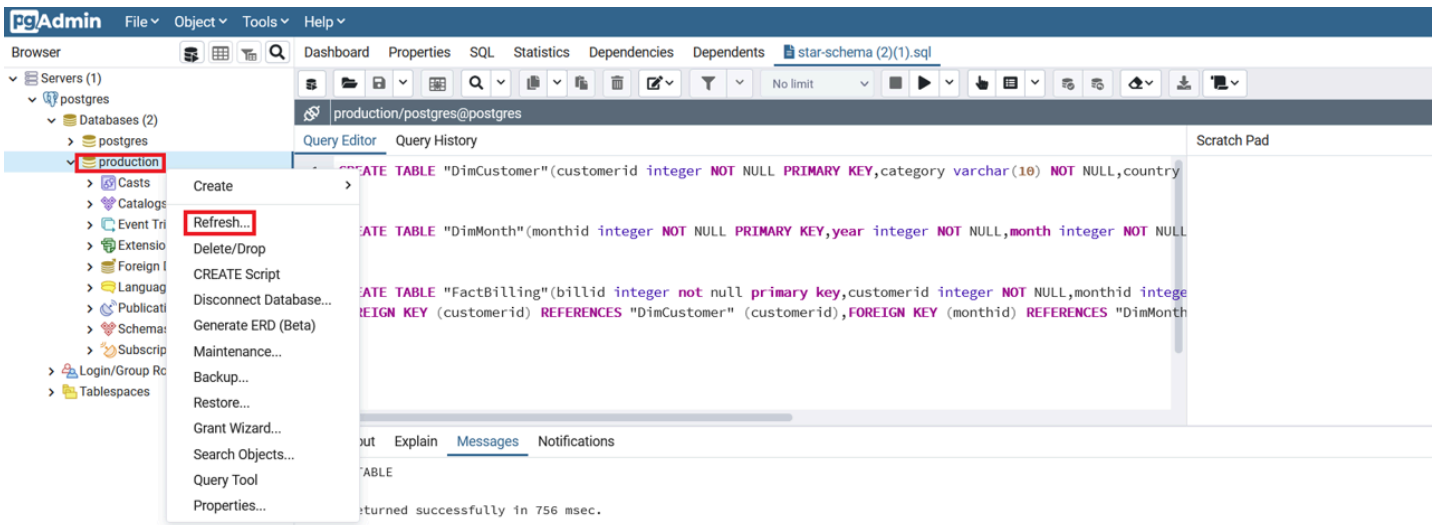 pgAdmin File Object Tools Help
Browser Dashboard Properties SQL Statistics Dependencies Dependents star-schema (2)(1).sql
Servers (1) No limit
postgres production/postgres@postgres
Databases (2)
postgres Query Editor Query History Scratch Pad
production
CREATE TABLE "DimCustomer"(customerid integer NOT NULL PRIMARY KEY,category varchar(10) NOT NULL,country
Casts Create
Catalogs
Event Tri Refresh...
EATE TABLE "DimMonth"(monthid integer NOT NULL PRIMARY KEY,year integer NOT NULL,month integer NOT NULL
Extensio Delete/Drop
Foreign CREATE Script
Languag Disconnect Database...
EATE TABLE "FactBilling"(billid integer not null primary key,customerid integer NOT NULL,monthid intege
Publicati
REIGN KEY (customerid) REFERENCES "DimCustomer" (customerid),FOREIGN KEY (monthid) REFERENCES "DimMonth
Schemas Generate ERD (Beta)
Subscrip Maintenance...
Login/Group Ro Backup...
Tablespaces Restore...
Grant Wizard...
Search Objects... Explain Messages Notifications
Query Tool TABLE
Properties... eturned successfully in 756 msec.